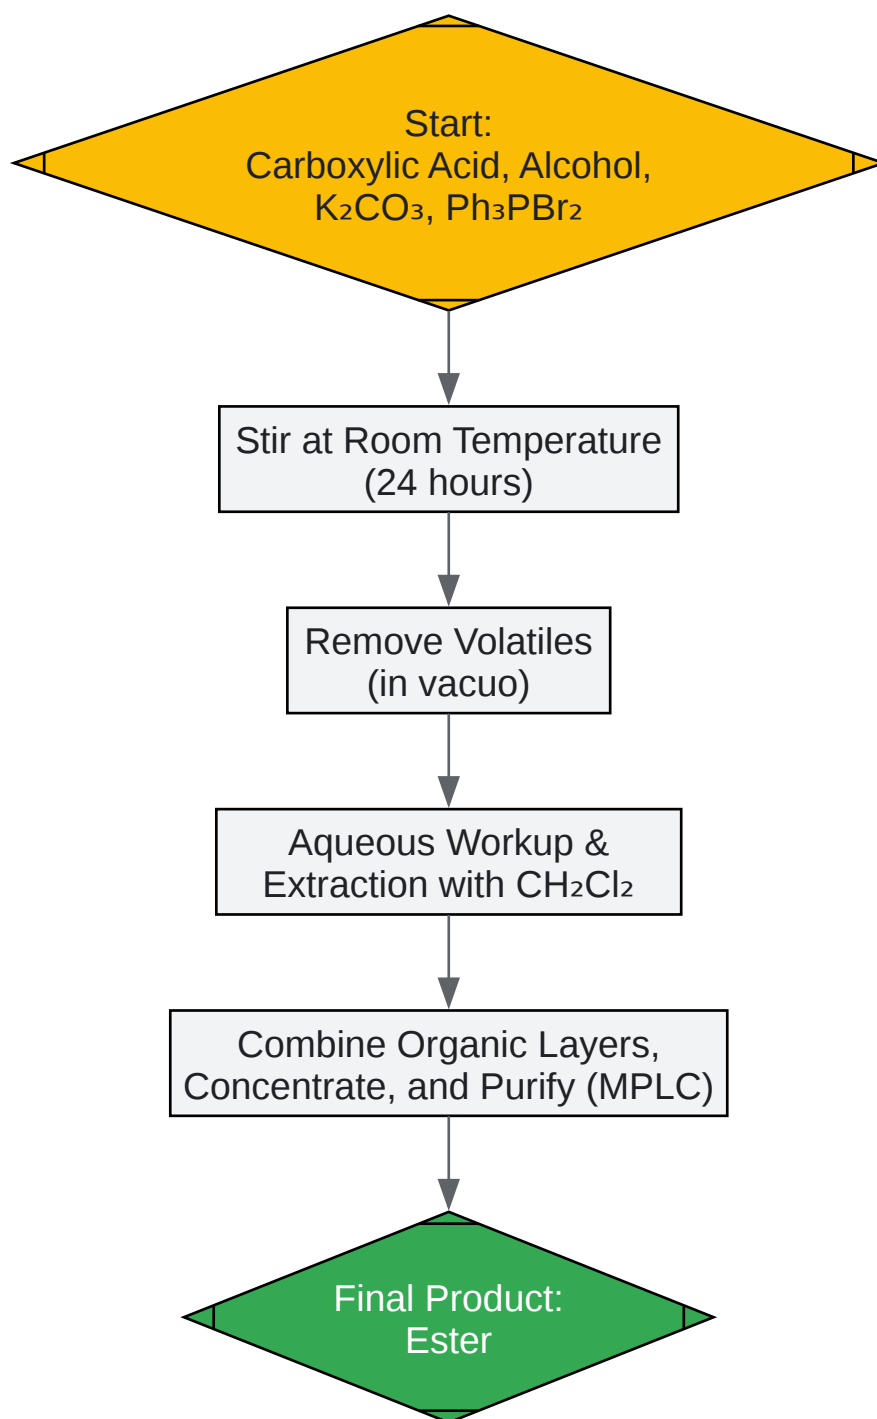 Start:
Carboxylic Acid, Alcohol,
K₂CO₃, Ph₃PBr₂
Stir at Room Temperature
(24 hours)
Remove Volatiles
(in vacuo)
Aqueous Workup &
Extraction with CH₂Cl₂
Combine Organic Layers,
Concentrate, and Purify (MPLC)
Final Product:
Ester